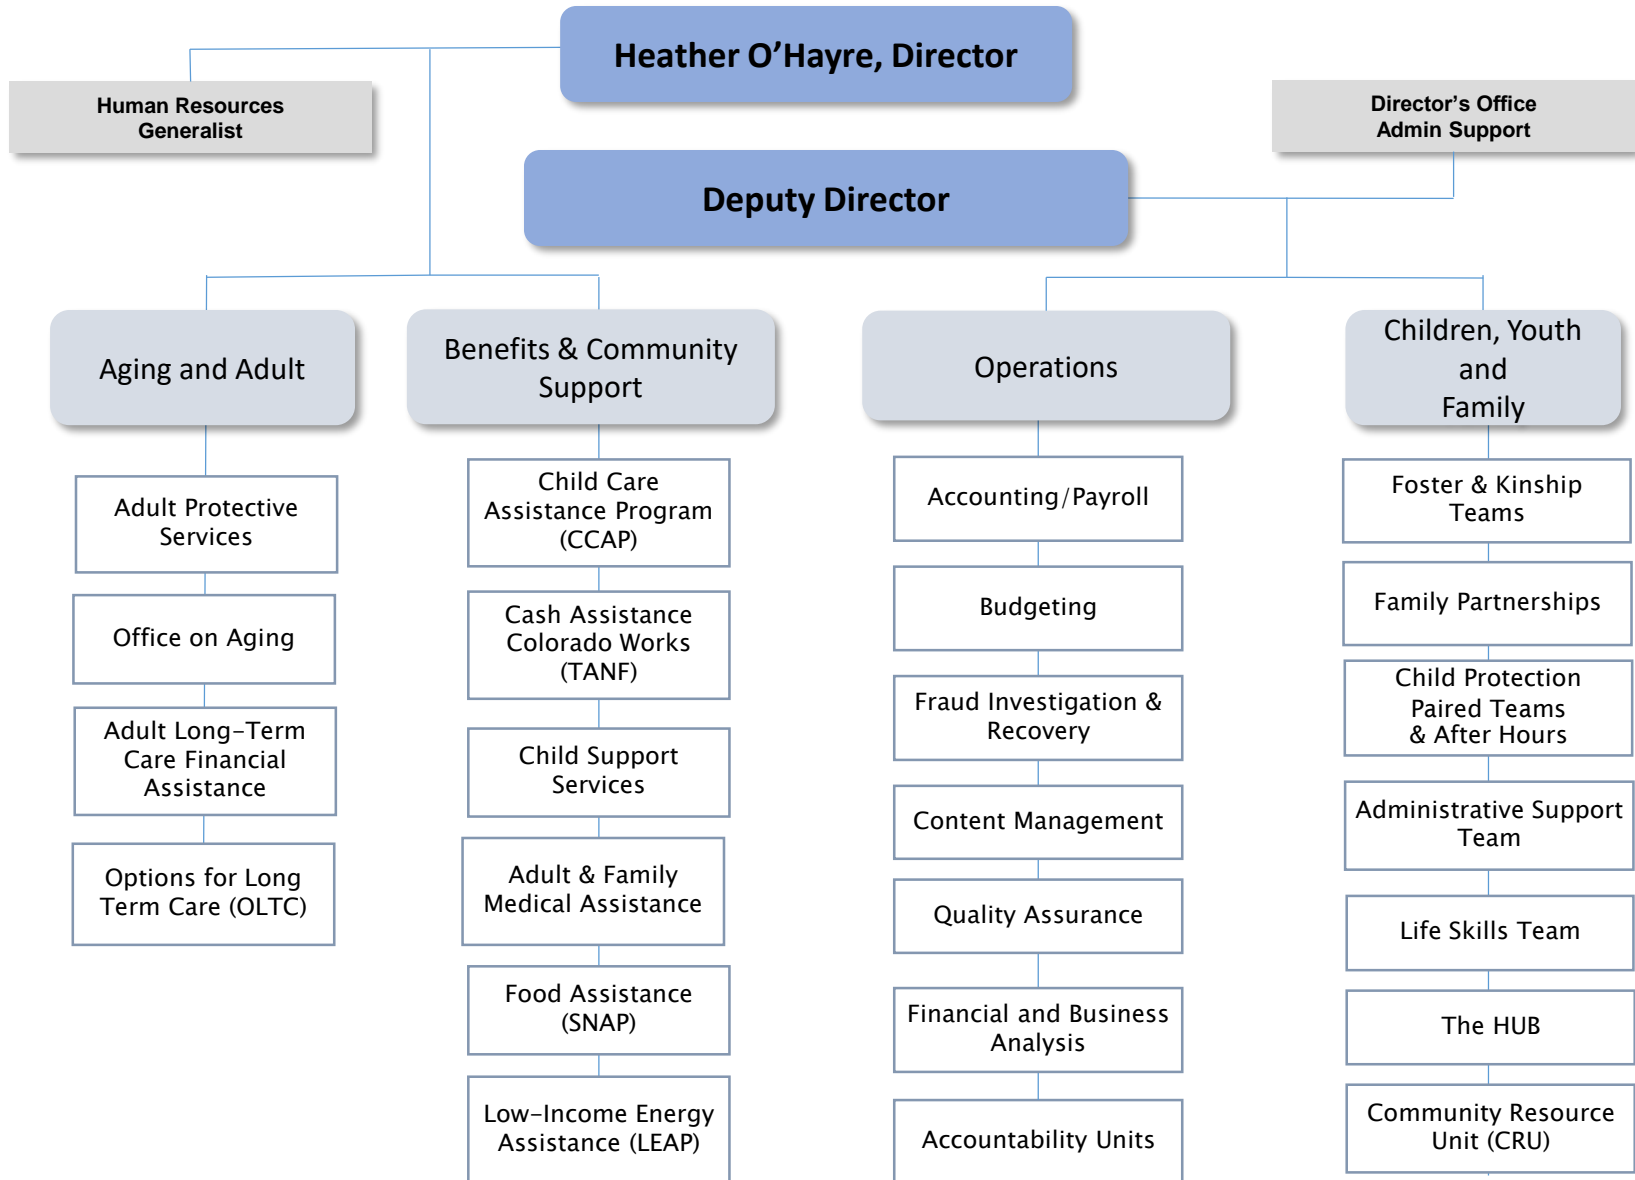 Heather O’Hayre, Director
Human Resources
Generalist
Director’s Office
Admin Support
Deputy Director
Aging and Adult
Adult Protective
Services
Office on Aging
Adult Long-Term
Care Financial
Assistance
Options for Long
Term Care (OLTC)
Benefits & Community
Support
Child Care
Assistance Program
(CCAP)
Cash Assistance
Colorado Works
(TANF)
Child Support
Services
Adult & Family
Medical Assistance
Food Assistance
(SNAP)
Low-Income Energy
Assistance (LEAP)
Operations
Accounting/Payroll
Budgeting
Fraud Investigation &
Recovery
Content Management
Quality Assurance
Financial and Business
Analysis
Accountability Units
Children, Youth
and
Family
Foster & Kinship
Teams
Family Partnerships
Child Protection
Paired Teams
& After Hours
Administrative Support
Team
Life Skills Team
The HUB
Community Resource
Unit (CRU)